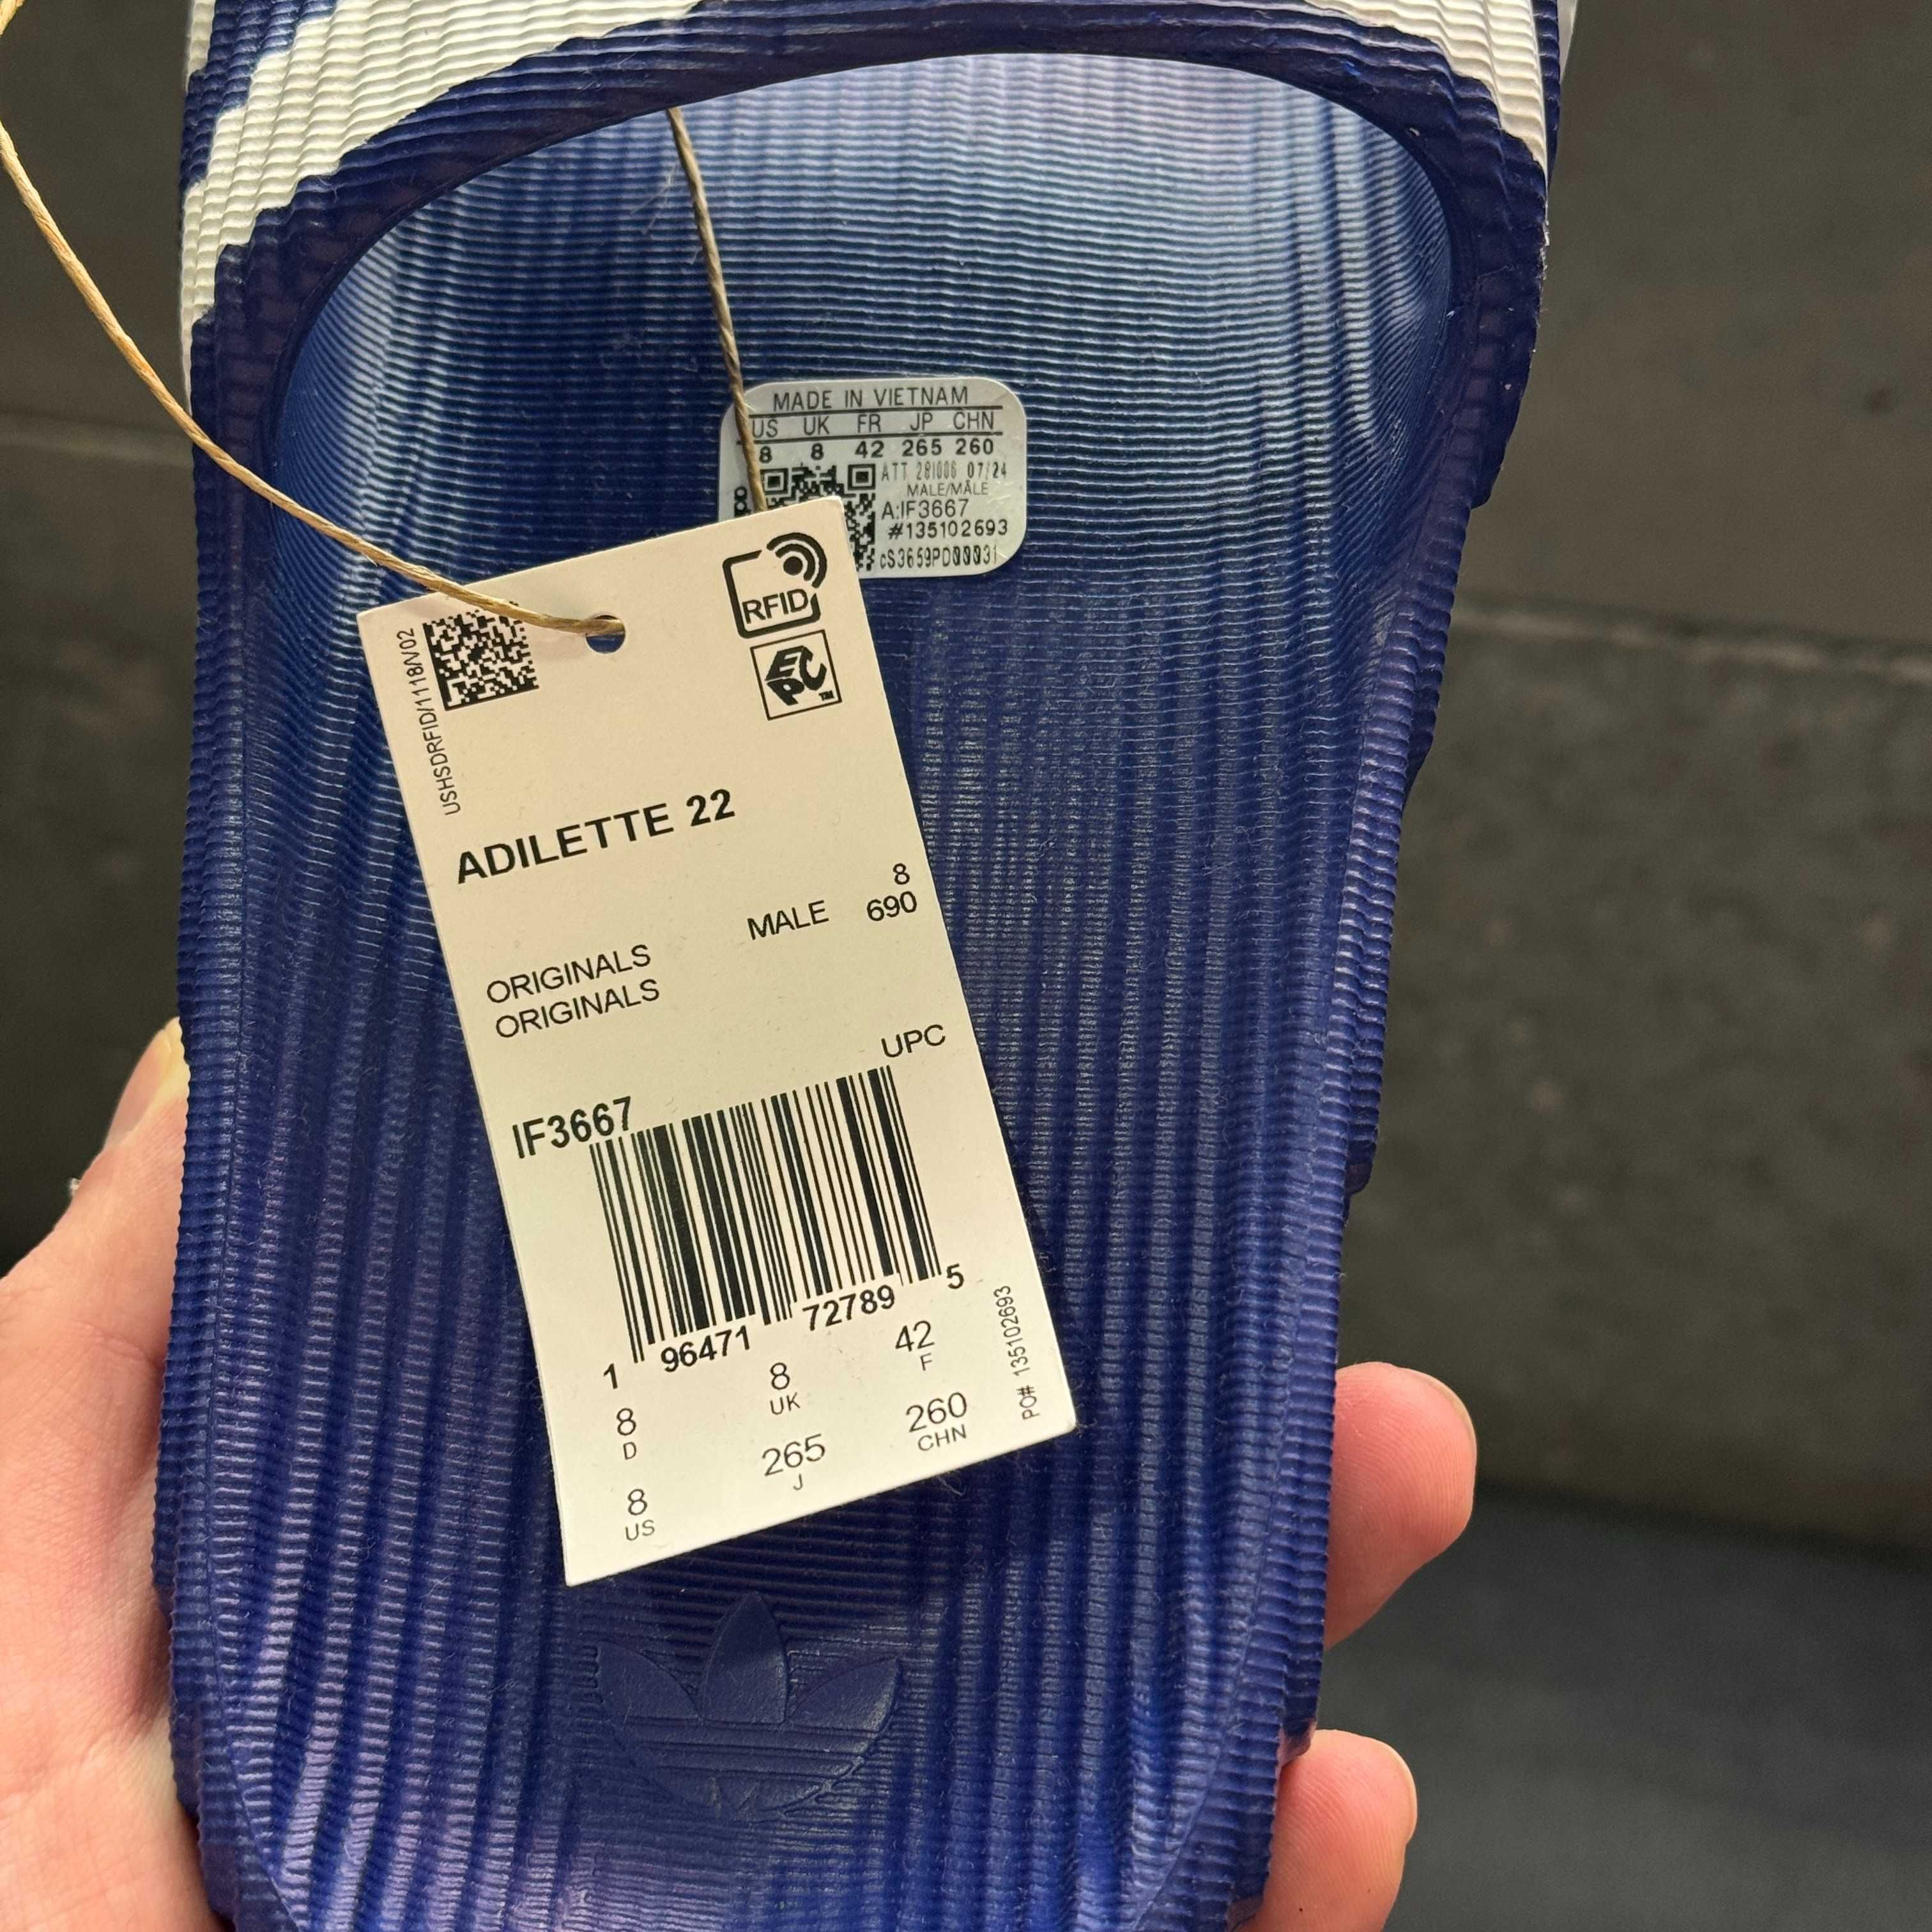 MADE IN VIETNAM
US UK FR JP CHN
8 8 42 265 260
ATT 281006 07/24
MALE/MÂLE
A:IF3667
#135102693
cS3659PD00031
RFID
EPC™
USHSDRFID/1118/V02
ADILETTE 22
8
MALE 690
ORIGINALS
ORIGINALS
UPC
IF3667
1 96471 72789 5
8 D
8 UK
42 F
8 US
265 J
260 CHN
PO# 135102693